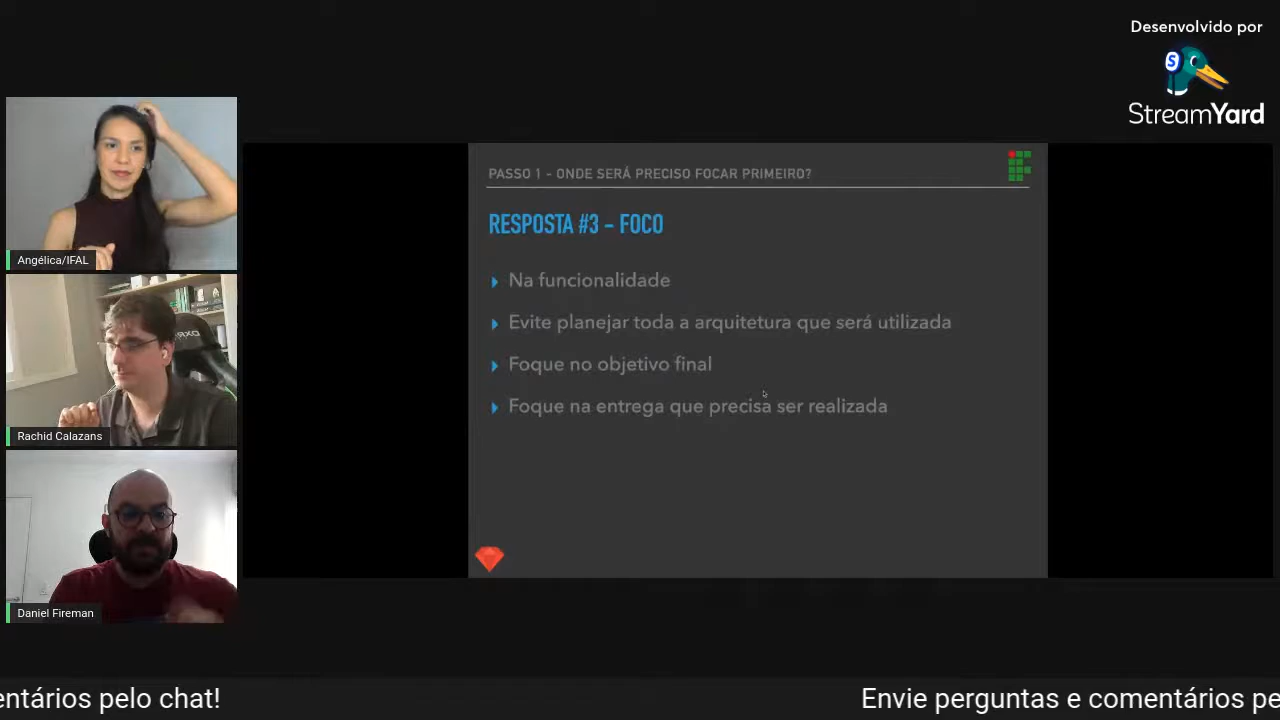 Desenvolvido por
S
StreamYard
Angélica/IFAL
Rachid Calazans
Daniel Fireman
PASSO 1 - ONDE SERÁ PRECISO FOCAR PRIMEIRO?
RESPOSTA #3 - FOCO
Na funcionalidade
Evite planejar toda a arquitetura que será utilizada
Foque no objetivo final
Foque na entrega que precisa ser realizada
entários pelo chat!
Envie perguntas e comentários pe